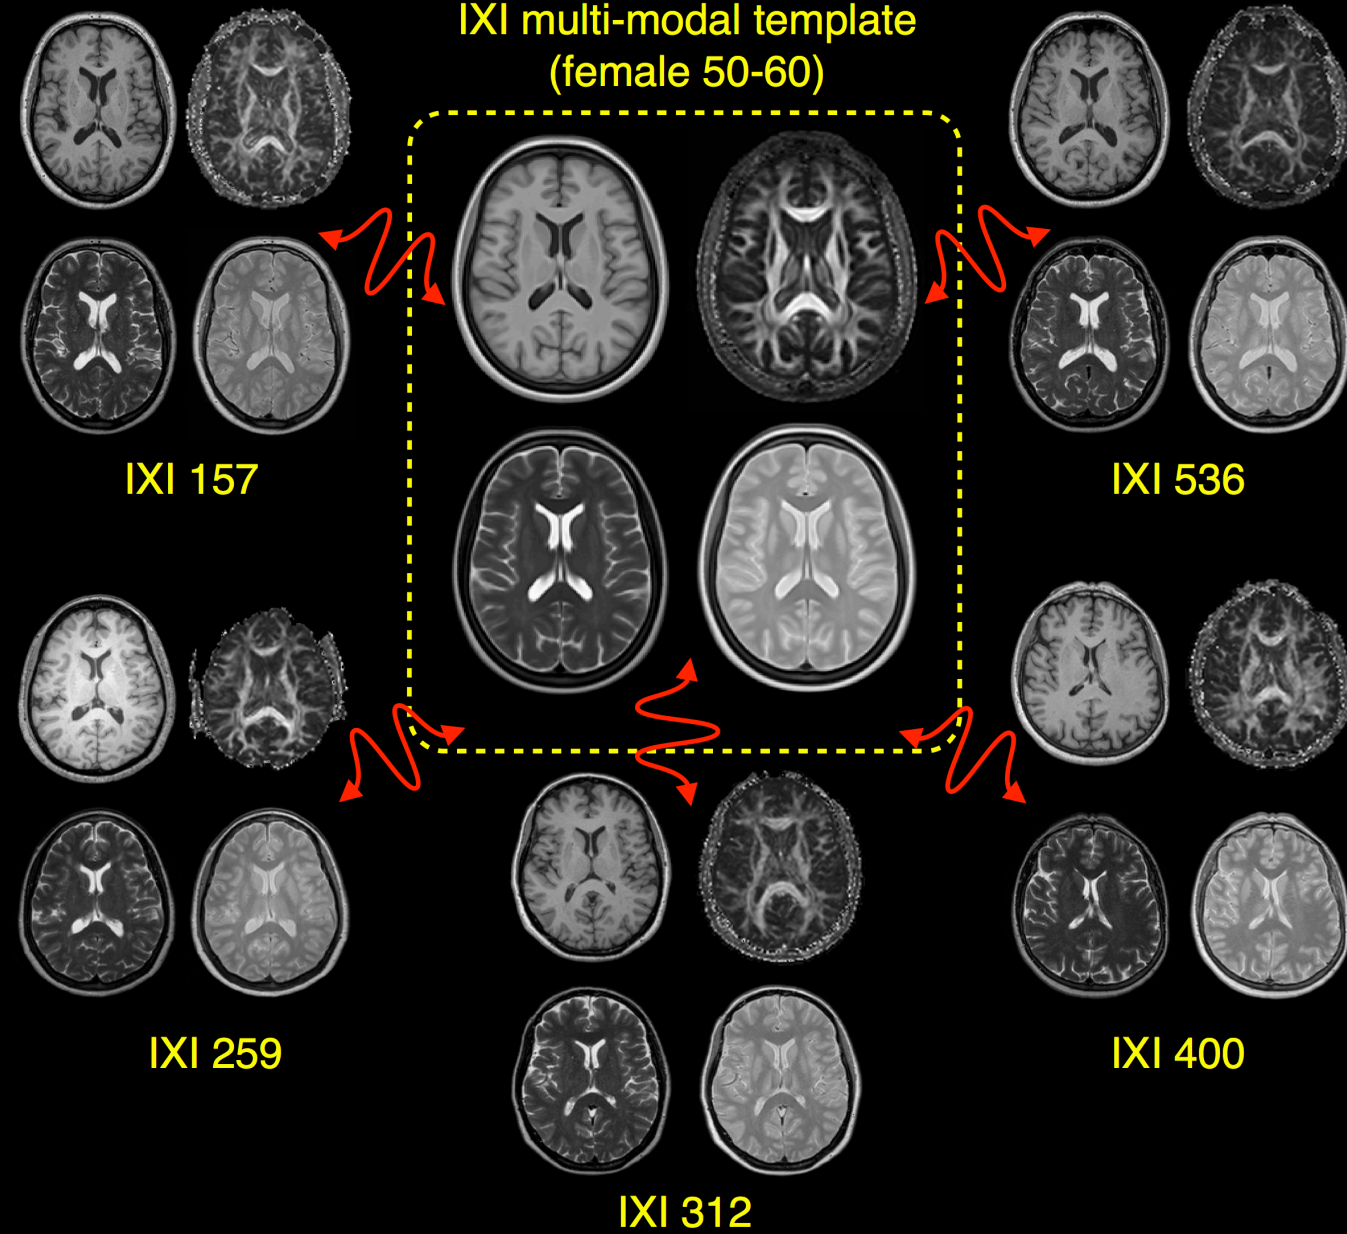 IXI multi-modal template
(female 50-60)
IXI 157
IXI 536
IXI 259
IXI 400
IXI 312